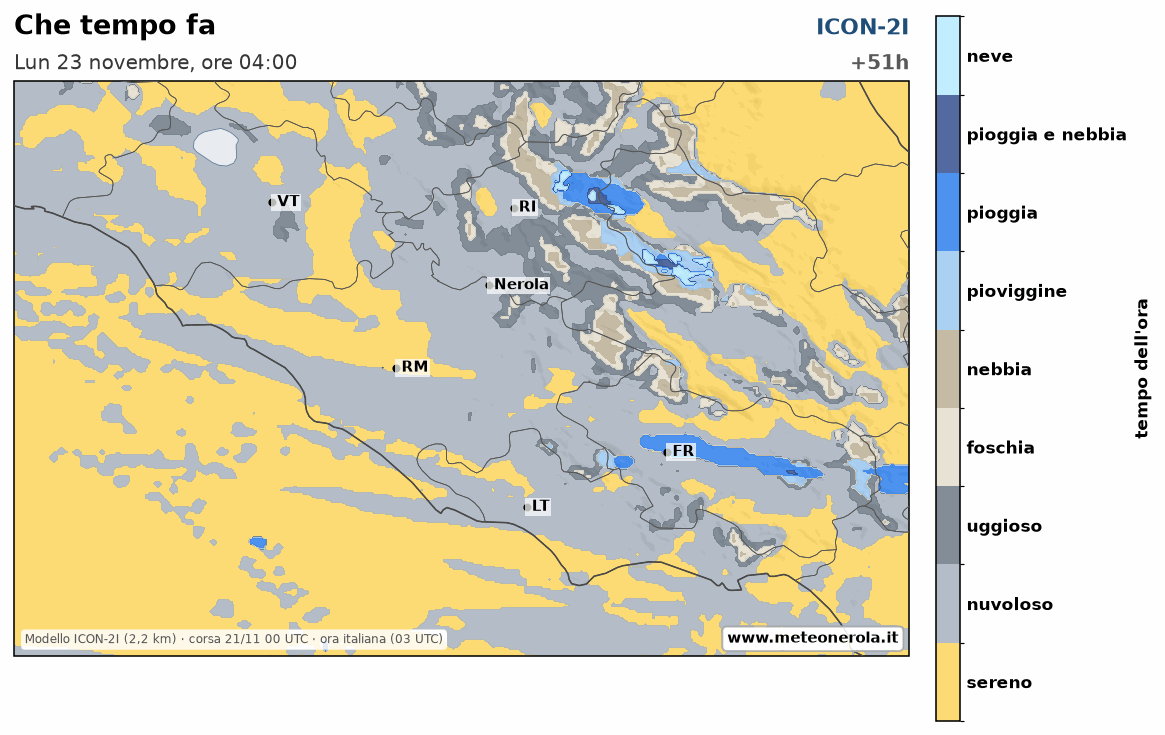 Che tempo fa
ICON-2I
Lun 23 novembre, ore 04:00
+51h
neve
pioggia e nebbia
pioggia
pioviggine
nebbia
foschia
uggioso
nuvoloso
sereno
tempo dell'ora
VT
RI
Nerola
RM
FR
LT
Modello ICON-2I (2,2 km) · corsa 21/11 00 UTC · ora italiana (03 UTC)
www.meteonerola.it